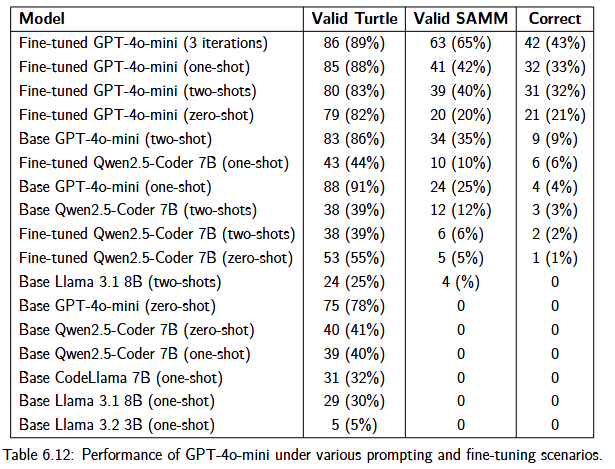 Model Valid Turtle Valid SAMM Correct
Fine-tuned GPT-4o-mini (3 iterations) 86 (89%) 63 (65%) 42 (43%)
Fine-tuned GPT-4o-mini (one-shot) 85 (88%) 41 (42%) 32 (33%)
Fine-tuned GPT-4o-mini (two-shots) 80 (83%) 39 (40%) 31 (32%)
Fine-tuned GPT-4o-mini (zero-shot) 79 (82%) 20 (20%) 21 (21%)
Base GPT-4o-mini (two-shot) 83 (86%) 34 (35%) 9 (9%)
Fine-tuned Qwen2.5-Coder 7B (one-shot) 43 (44%) 10 (10%) 6 (6%)
Base GPT-4o-mini (one-shot) 88 (91%) 24 (25%) 4 (4%)
Base Qwen2.5-Coder 7B (two-shots) 38 (39%) 12 (12%) 3 (3%)
Fine-tuned Qwen2.5-Coder 7B (two-shots) 38 (39%) 6 (6%) 2 (2%)
Fine-tuned Qwen2.5-Coder 7B (zero-shot) 53 (55%) 5 (5%) 1 (1%)
Base Llama 3.1 8B (two-shots) 24 (25%) 4 (%) 0
Base GPT-4o-mini (zero-shot) 75 (78%) 0 0
Base Qwen2.5-Coder 7B (zero-shot) 40 (41%) 0 0
Base Qwen2.5-Coder 7B (one-shot) 39 (40%) 0 0
Base CodeLlama 7B (one-shot) 31 (32%) 0 0
Base Llama 3.1 8B (one-shot) 29 (30%) 0 0
Base Llama 3.2 3B (one-shot) 5 (5%) 0 0
Table 6.12: Performance of GPT-4o-mini under various prompting and fine-tuning scenarios.